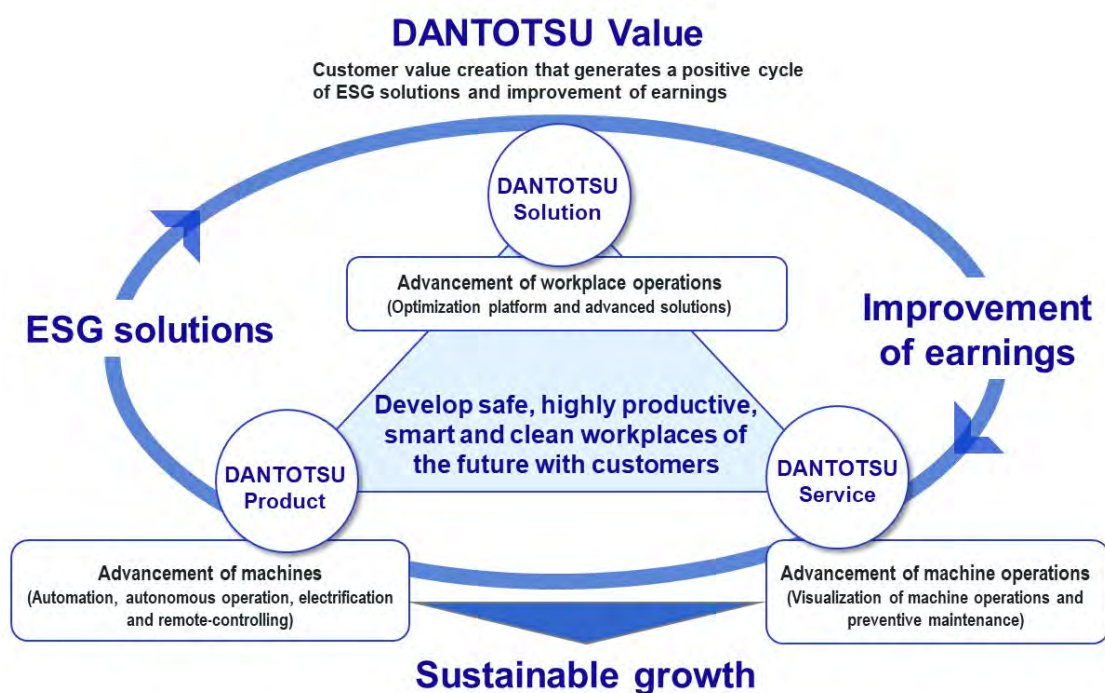 DANTOTSU Value
Customer value creation that generates a positive cycle
of ESG solutions and improvement of earnings
DANTOTSU
Solution
Advancement of workplace operations
(Optimization platform and advanced solutions)
ESG solutions
Improvement
of earnings
Develop safe, highly productive,
smart and clean workplaces of
the future with customers
DANTOTSU
Product
DANTOTSU
Service
Advancement of machines
(Automation, autonomous operation, electrification
and remote-controlling)
Advancement of machine operations
(Visualization of machine operations and
preventive maintenance)
Sustainable growth